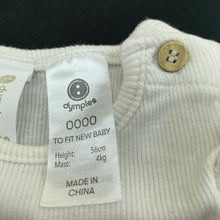 dymples
0000
TO FIT NEW BABY
Height: 56cm
Mass: 4kg
MADE IN
CHINA